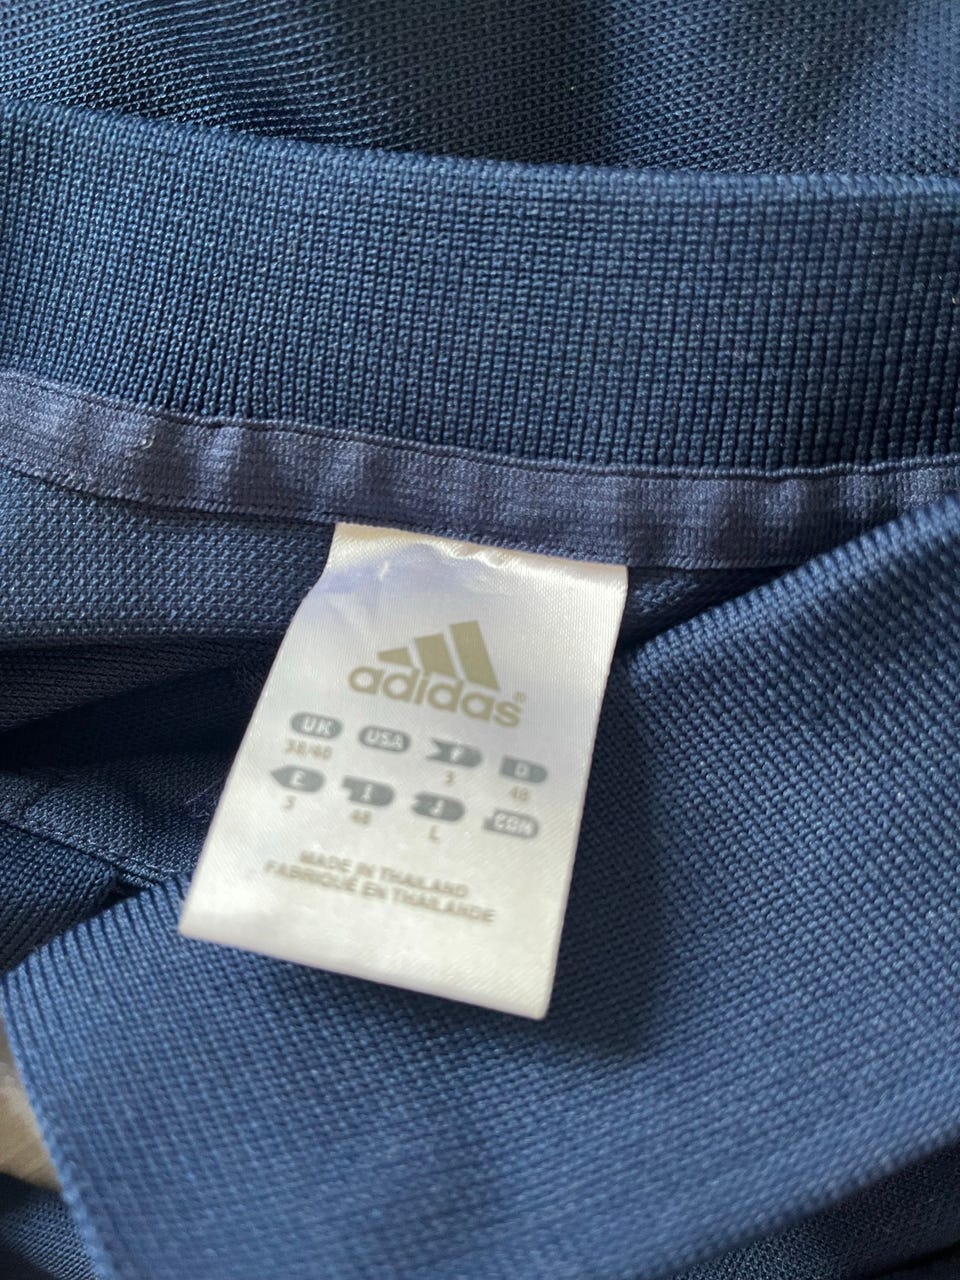 adidas®
UK USA F D
38/40 3 48
E I J CDN
3 48 L
MADE IN THAILAND
FABRIQUÉ EN THAÏLANDE